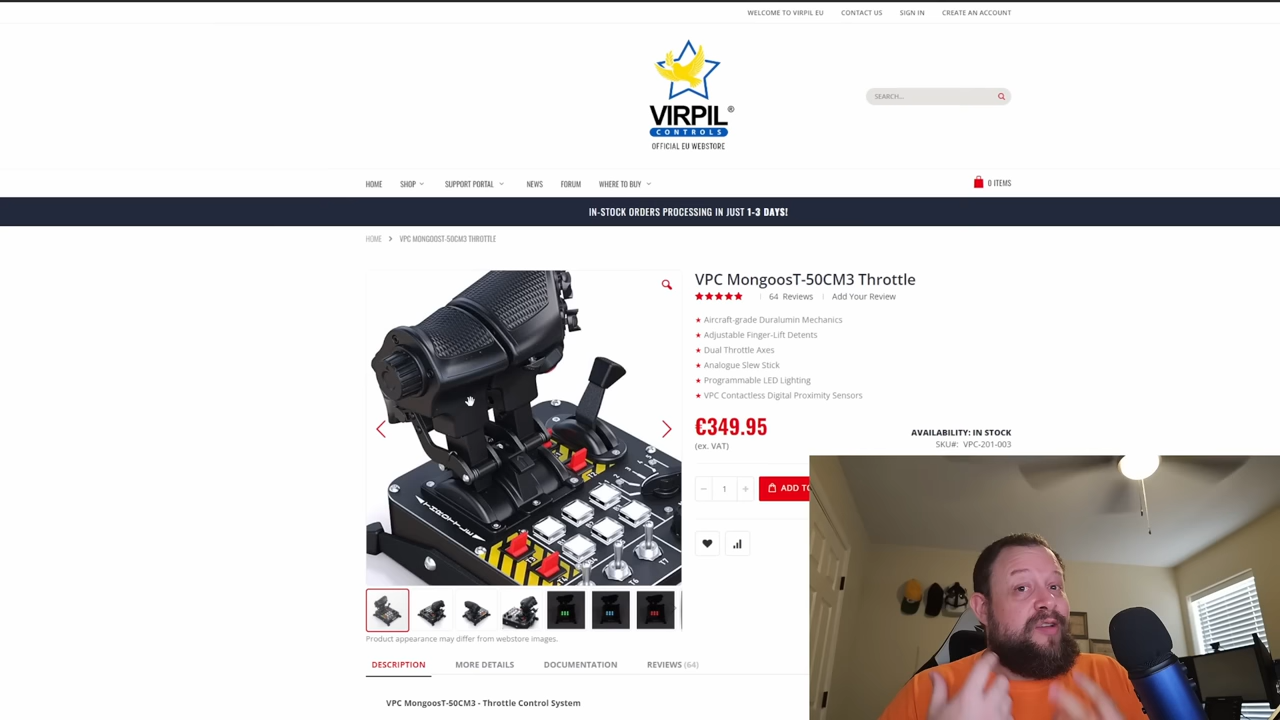 WELCOME TO VIRPIL EU CONTACT US SIGN IN CREATE AN ACCOUNT
VIRPIL®
CONTROLS
OFFICIAL EU WEBSTORE
SEARCH...
HOME SHOP SUPPORT PORTAL NEWS FORUM WHERE TO BUY 0 ITEMS
IN-STOCK ORDERS PROCESSING IN JUST 1-3 DAYS!
HOME > VPC MONGOOST-50CM3 THROTTLE
VPC MongoosT-50CM3 Throttle
64 Reviews Add Your Review
Aircraft-grade Duralumin Mechanics
Adjustable Finger-Lift Detents
Dual Throttle Axes
Analogue Slew Stick
Programmable LED Lighting
VPC Contactless Digital Proximity Sensors
€349.95
(ex. VAT)
AVAILABILITY: IN STOCK
SKU#: VPC-201-003
1
ADD TO
Product appearance may differ from webstore images.
DESCRIPTION MORE DETAILS DOCUMENTATION REVIEWS (64)
VPC MongoosT-50CM3 - Throttle Control System